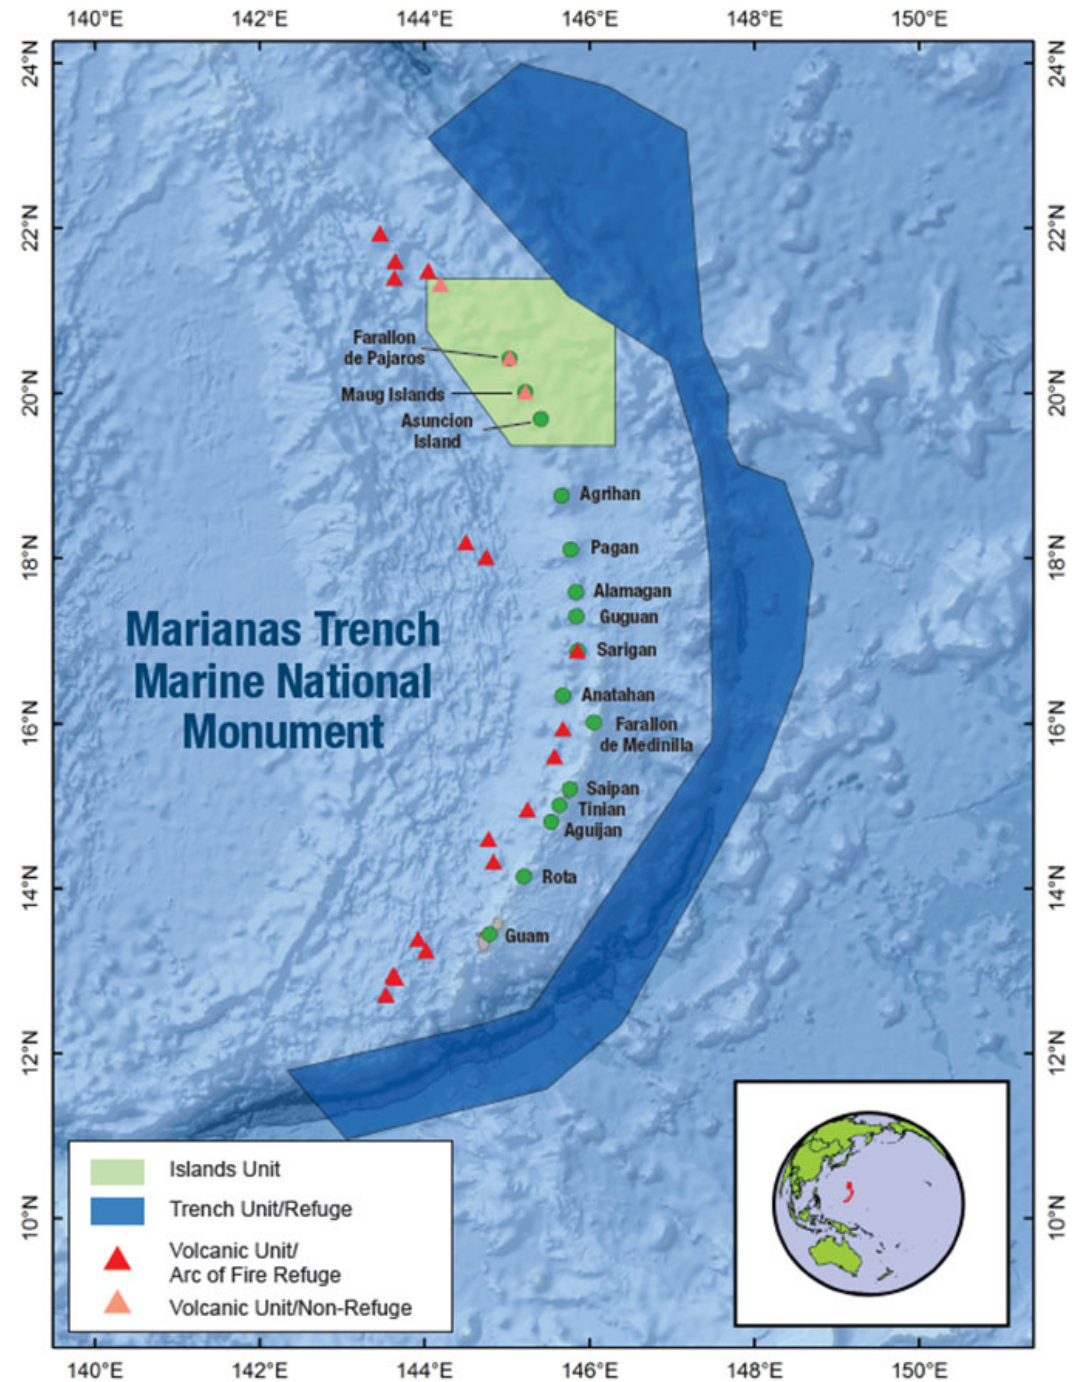 140°E 142°E 144°E 146°E 148°E 150°E
24°N 24°N
22°N 22°N
Farallon
de Pajaros
20°N 20°N
Maug Islands
Asuncion
Island
Agrihan
Pagan
18°N 18°N
Alamagan
Guguan
Marianas Trench
Marine National
Monument
Sarigan
Anatahan
16°N 16°N
Farallon
de Medinilla
Saipan
Tinian
Aguijan
Rota
14°N 14°N
Guam
12°N 12°N
Islands Unit
Trench Unit/Refuge
10°N 10°N
Volcanic Unit/
Arc of Fire Refuge
Volcanic Unit/Non-Refuge
140°E 142°E 144°E 146°E 148°E 150°E